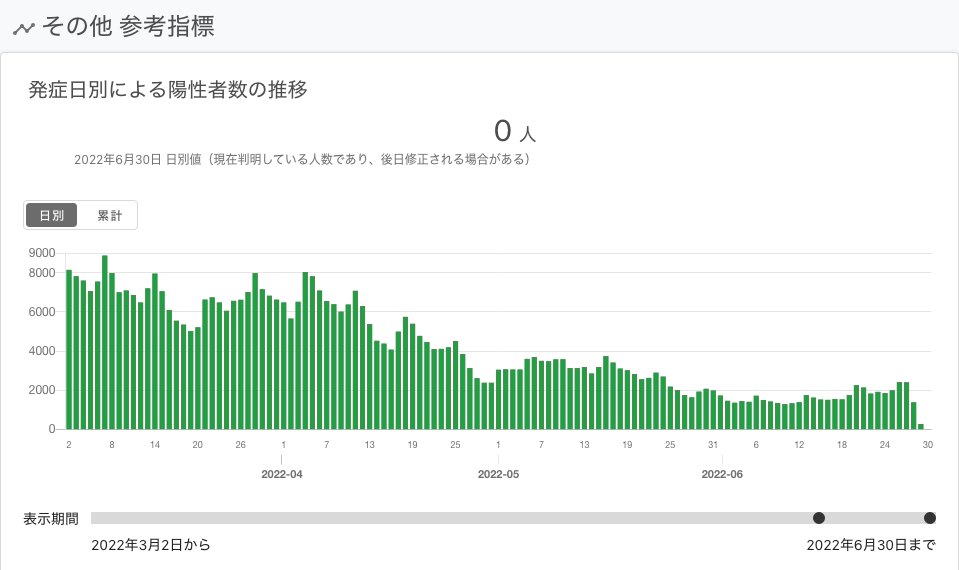 その他 参考指標
発症日別による陽性者数の推移
0 人
2022年6月30日 日別値（現在判明している人数であり、後日修正される場合がある）
日別 累計
9000
8000
6000
4000
2000
0
2 8 14 20 26 1 7 13 19 25 1 7 13 19 25 31 6 12 18 24 30
2022-04 2022-05 2022-06
表示期間
2022年3月2日から 2022年6月30日まで